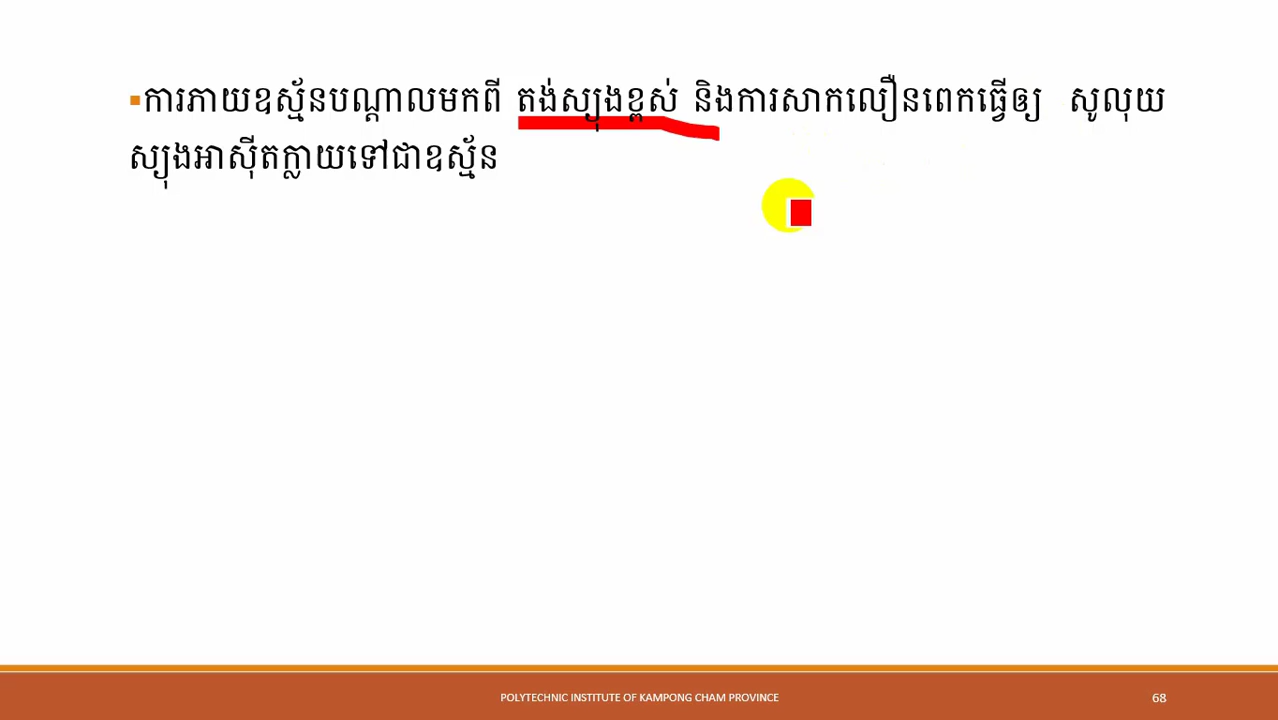 ▪ការភាយឧស្ម័នបណ្តាលមកពី តង់ស្យុងខ្ពស់ និងការសាកលឿនពេកធ្វើឲ្យ សូលុយ
ស្យុងអាស៊ីតក្លាយទៅជាឧស្ម័ន
POLYTECHNIC INSTITUTE OF KAMPONG CHAM PROVINCE
68